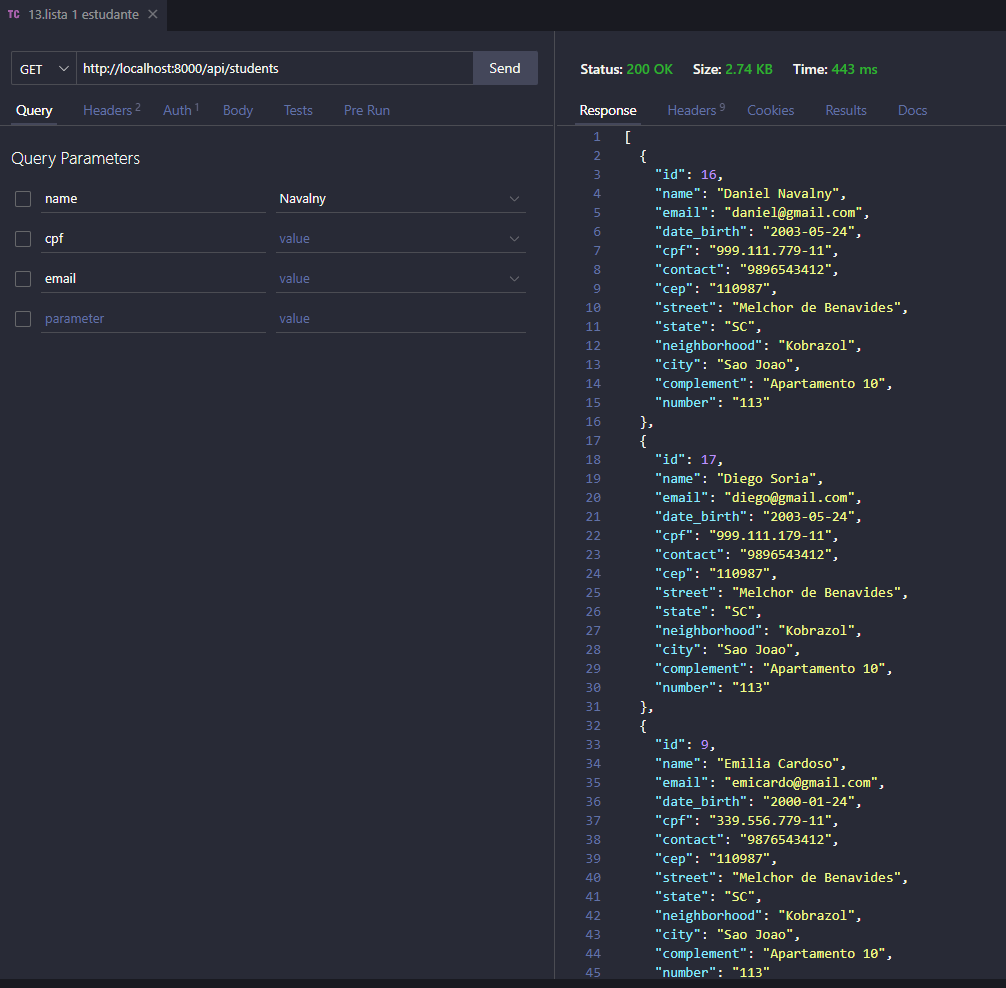 TC 13.lista 1 estudante ×
GET http://localhost:8000/api/students Send
Query Headers 2 Auth 1 Body Tests Pre Run
Query Parameters
name Navalny
cpf value
email value
parameter value
Status: 200 OK Size: 2.74 KB Time: 443 ms
Response Headers 9 Cookies Results Docs
1 [
2 {
3 "id": 16,
4 "name": "Daniel Navalny",
5 "email": "daniel@gmail.com",
6 "date_birth": "2003-05-24",
7 "cpf": "999.111.779-11",
8 "contact": "9896543412",
9 "cep": "110987",
10 "street": "Melchor de Benavides",
11 "state": "SC",
12 "neighborhood": "Kobrazol",
13 "city": "Sao Joao",
14 "complement": "Apartamento 10",
15 "number": "113"
16 },
17 {
18 "id": 17,
19 "name": "Diego Soria",
20 "email": "diego@gmail.com",
21 "date_birth": "2003-05-24",
22 "cpf": "999.111.179-11",
23 "contact": "9896543412",
24 "cep": "110987",
25 "street": "Melchor de Benavides",
26 "state": "SC",
27 "neighborhood": "Kobrazol",
28 "city": "Sao Joao",
29 "complement": "Apartamento 10",
30 "number": "113"
31 },
32 {
33 "id": 9,
34 "name": "Emilia Cardoso",
35 "email": "emicardo@gmail.com",
36 "date_birth": "2000-01-24",
37 "cpf": "339.556.779-11",
38 "contact": "9876543412",
39 "cep": "110987",
40 "street": "Melchor de Benavides",
41 "state": "SC",
42 "neighborhood": "Kobrazol",
43 "city": "Sao Joao",
44 "complement": "Apartamento 10",
45 "number": "113"